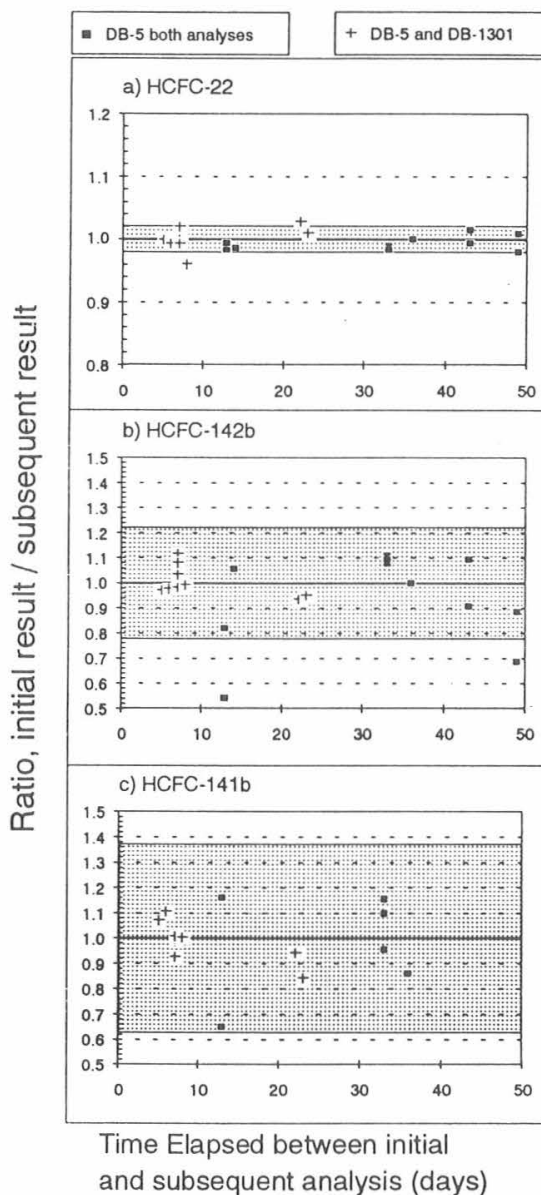 DB-5 both analyses
DB-5 and DB-1301
Ratio, initial result / subsequent result
a) HCFC-22
1.2
1.1
1.0
0.9
0.8
0 10 20 30 40 50
b) HCFC-142b
1.5
1.4
1.3
1.2
1.1
1.0
0.9
0.8
0.7
0.6
0.5
0 10 20 30 40 50
c) HCFC-141b
1.5
1.4
1.3
1.2
1.1
1.0
0.9
0.8
0.7
0.6
0.5
0 10 20 30 40 50
Time Elapsed between initial
and subsequent analysis (days)